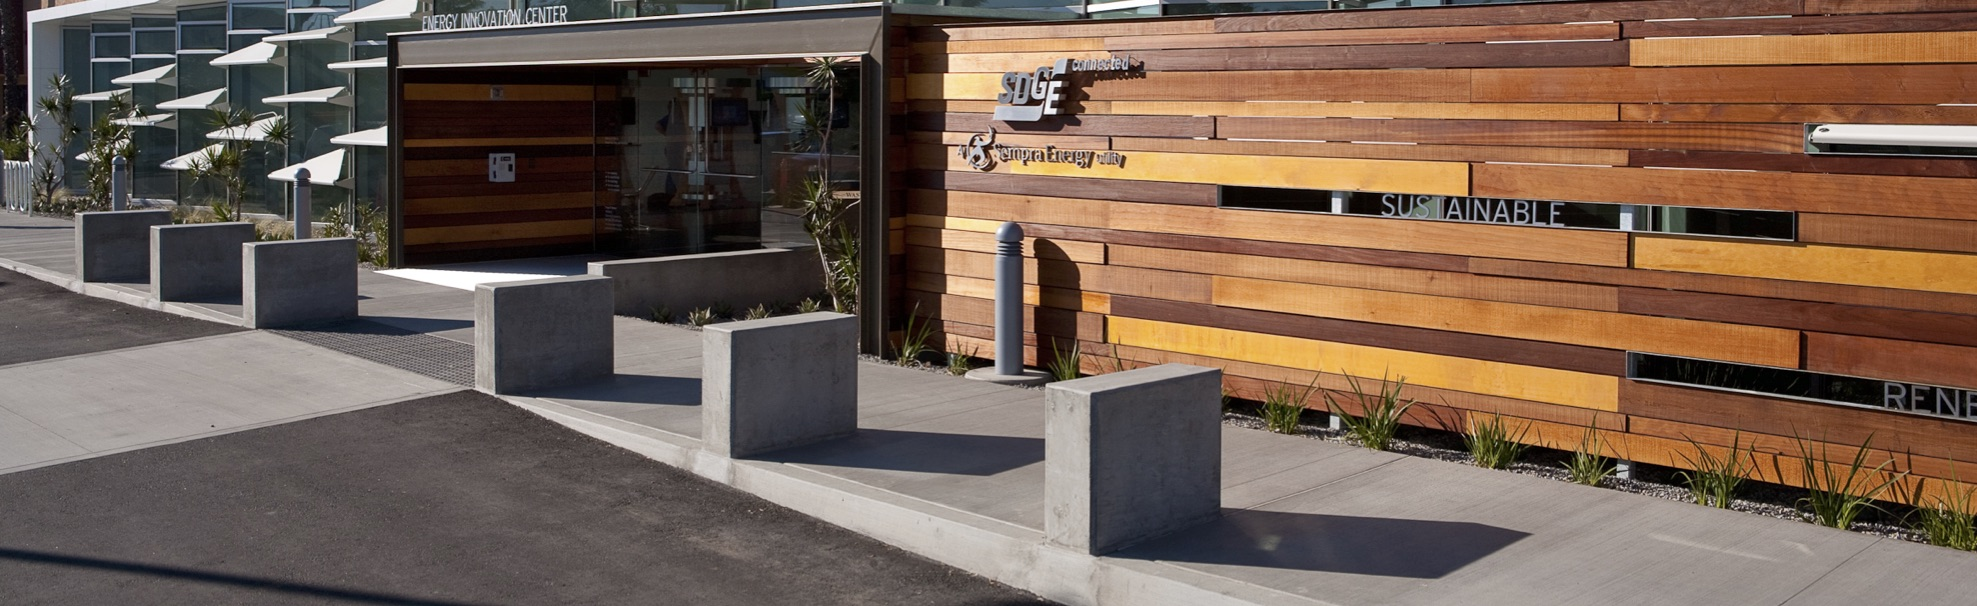 ENERGY INNOVATION CENTER
SDGE connected
A Sempra Energy utility
SUSTAINABLE
RENE